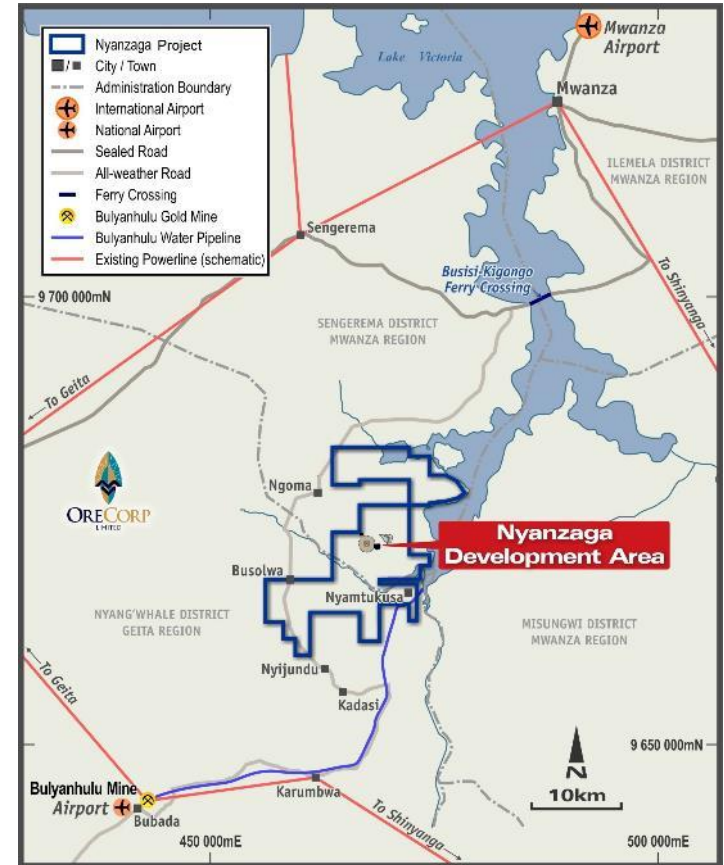 Nyanzaga Project
City / Town
Administration Boundary
International Airport
National Airport
Sealed Road
All-weather Road
Ferry Crossing
Bulyanhulu Gold Mine
Bulyanhulu Water Pipeline
Existing Powerline (schematic)
Lake Victoria
Mwanza
Airport
Mwanza
ILEMELA DISTRICT
MWANZA REGION
Sengerema
To Shinyanga
Busisi-Kigongo
Ferry Crossing
9 700 000mN
SENGEREMA DISTRICT
MWANZA REGION
To Geita
ORECORP
LIMITED
Ngoma
Nyanzaga
Development Area
Busolwa
Nyamtukusa
NYANG'WHALE DISTRICT
GEITA REGION
MISUNGWI DISTRICT
MWANZA REGION
To Geita
Nyijundu
Kadasi
9 650 000mN
N
10km
Bulyanhulu Mine
Airport
Bubada
Karumbwa
To Shinyanga
450 000mE
500 000mE